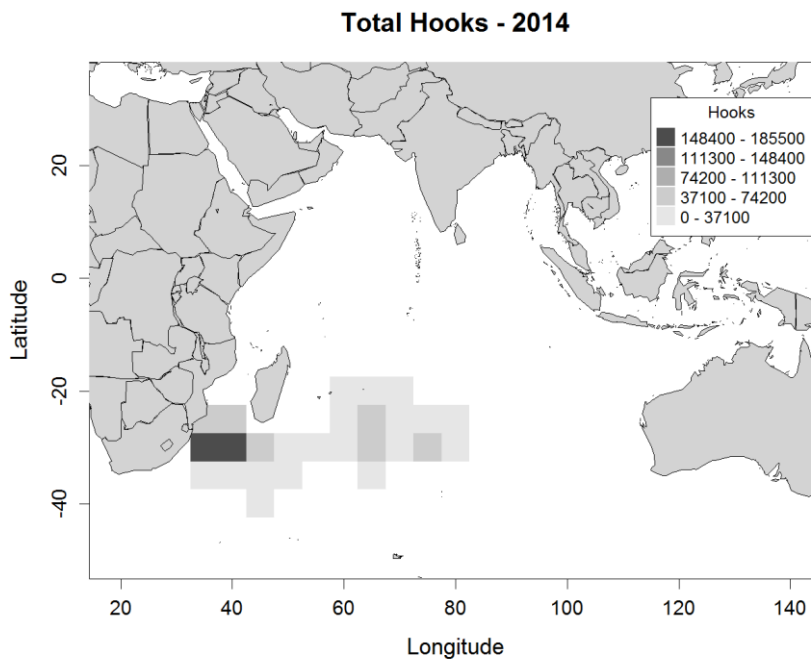 Total Hooks - 2014
Hooks
148400 - 185500
111300 - 148400
74200 - 111300
37100 - 74200
0 - 37100
Latitude
20
0
-20
-40
20 40 60 80 100 120 140
Longitude